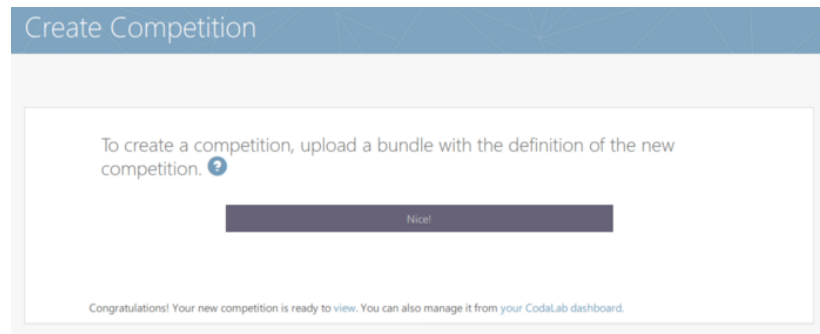 Create Competition
To create a competition, upload a bundle with the definition of the new
competition. ?
Nice!
Congratulations! Your new competition is ready to view. You can also manage it from your CodaLab dashboard.